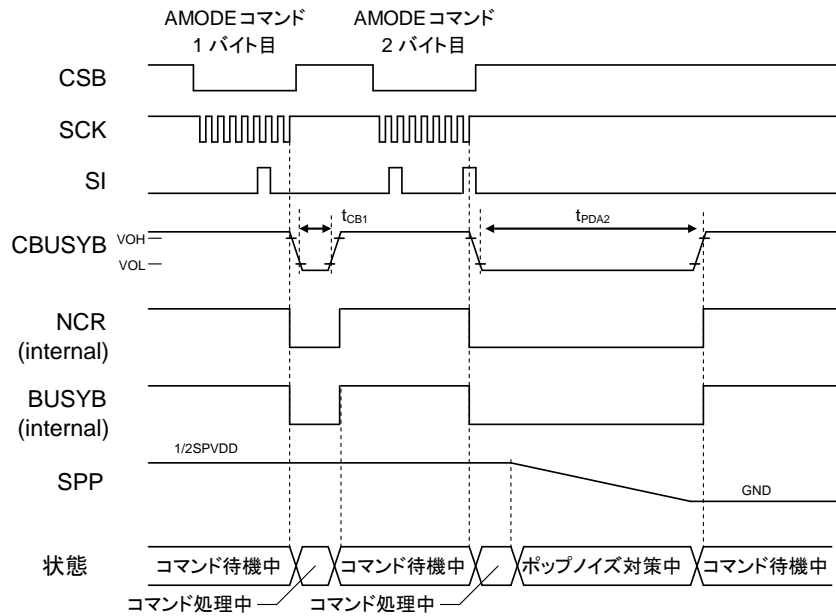 AMODEコマンド
1 バイト目
AMODEコマンド
2 バイト目
CSB
SCK
SI
tCB1
tPDA2
CBUSYB
VOH
VOL
NCR
(internal)
BUSYB
(internal)
1/2SPVDD
SPP
GND
状態
コマンド待機中
コマンド待機中
ポップノイズ対策中
コマンド待機中
コマンド処理中
コマンド処理中